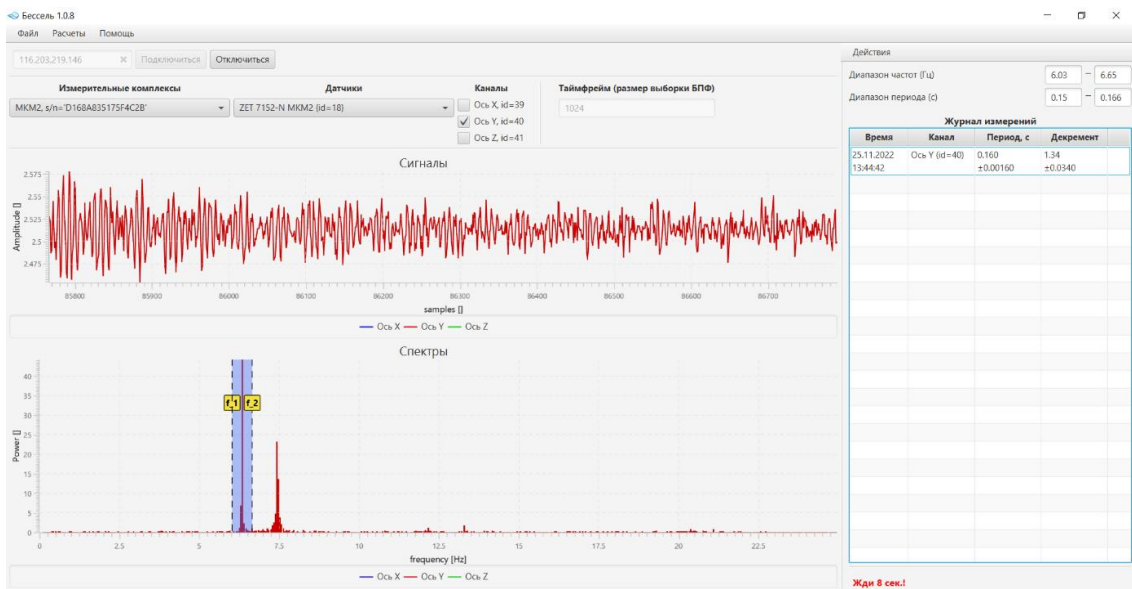 Бессель 1.0.8
Файл Расчеты Помощь
116.203.219.146 Подключиться Отключиться
Измерительные комплексы Датчики Каналы Таймфрейм (размер выборки БПФ)
МКМ2, s/n='D168A835175F4C2B' ZET 7152-N МКМ2 (id=18) Ось X, id=39 1024
Ось Y, id=40
Ось Z, id=41
Сигналы
Amplitude []
2.575
2.55
2.525
2.5
2.475
85800 85900 86000 86100 86200 86300 86400 86500 86600 86700
samples []
Ось X Ось Y Ось Z
Спектры
Power []
40
35
30
25
20
15
10
5
0
f_1 f_2
0 2.5 5 7.5 10 12.5 15 17.5 20 22.5
frequency [Hz]
Ось X Ось Y Ось Z
Действия
Диапазон частот (Гц) 6.03 – 6.65
Диапазон периода (с) 0.15 – 0.166
Журнал измерений
Время Канал Период, с Декремент
25.11.2022 Ось Y (id=40) 0.160 1.34
13:44:42 ±0.00160 ±0.0340
Жди 8 сек.!